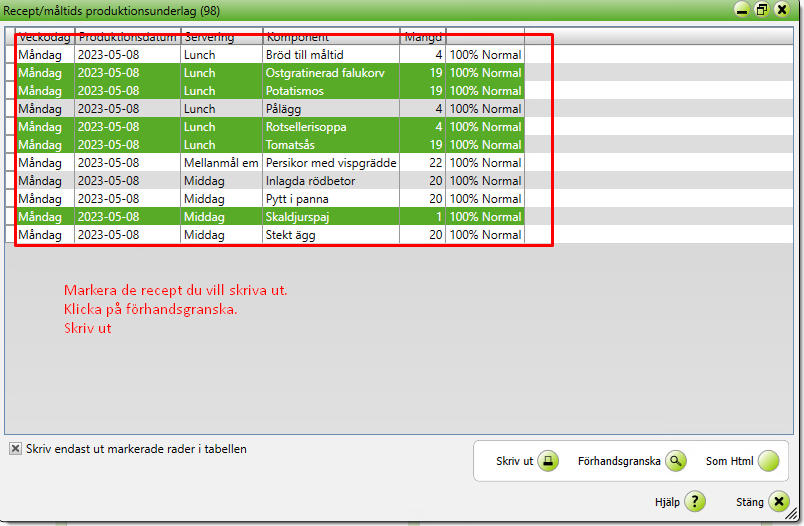 Recept/måltids produktionsunderlag (98)
Veckodag Produktionsdatum Servering Komponent Mängd
Måndag 2023-05-08 Lunch Bröd till måltid 4 100% Normal
Måndag 2023-05-08 Lunch Ostgratinerad falukorv 19 100% Normal
Måndag 2023-05-08 Lunch Potatismos 19 100% Normal
Måndag 2023-05-08 Lunch Pålägg 4 100% Normal
Måndag 2023-05-08 Lunch Rotsellerisoppa 4 100% Normal
Måndag 2023-05-08 Lunch Tomatsås 19 100% Normal
Måndag 2023-05-08 Mellanmål em Persikor med vispgrädde 22 100% Normal
Måndag 2023-05-08 Middag Inlagda rödbetor 20 100% Normal
Måndag 2023-05-08 Middag Pytt i panna 20 100% Normal
Måndag 2023-05-08 Middag Skaldjurspaj 1 100% Normal
Måndag 2023-05-08 Middag Stekt ägg 20 100% Normal
Markera de recept du vill skriva ut.
Klicka på förhandsgranska.
Skriv ut
Skriv endast ut markerade rader i tabellen
Skriv ut Förhandsgranska Som Html
Hjälp ? Stäng